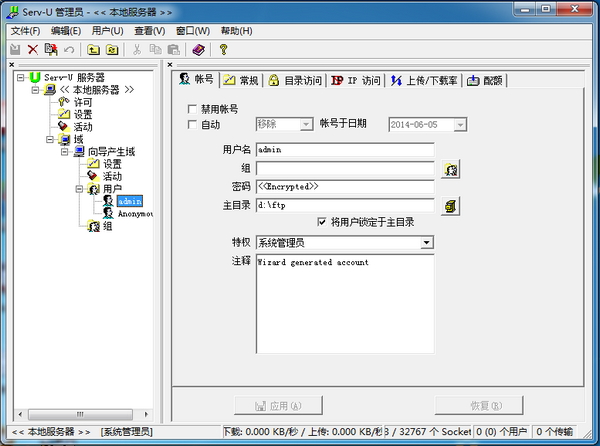 Serv-U 管理员 - << 本地服务器 >>
文件(F) 编辑(E) 用户(U) 查看(V) 窗口(W) 帮助(H)
Serv-U 服务器
<< 本地服务器 >>
许可
设置
活动
域
向导产生域
设置
活动
用户
admin
Anonymou
组
帐号 常规 目录访问 IP 访问 上传/下载率 配额
禁用帐号
自动 移除 帐号于日期 2014-06-05
用户名 admin
组
密码 <<Encrypted>>
主目录 d:\ftp
将用户锁定于主目录
特权 系统管理员
注释 Wizard generated account
应用(A) 恢复(R)
<< 本地服务器 >> [系统管理员] 下载: 0.000 KB/秒 / 上传: 0.000 KB/秒 3 / 32767 个 Socket 0 (0) 个用户 0 个传输